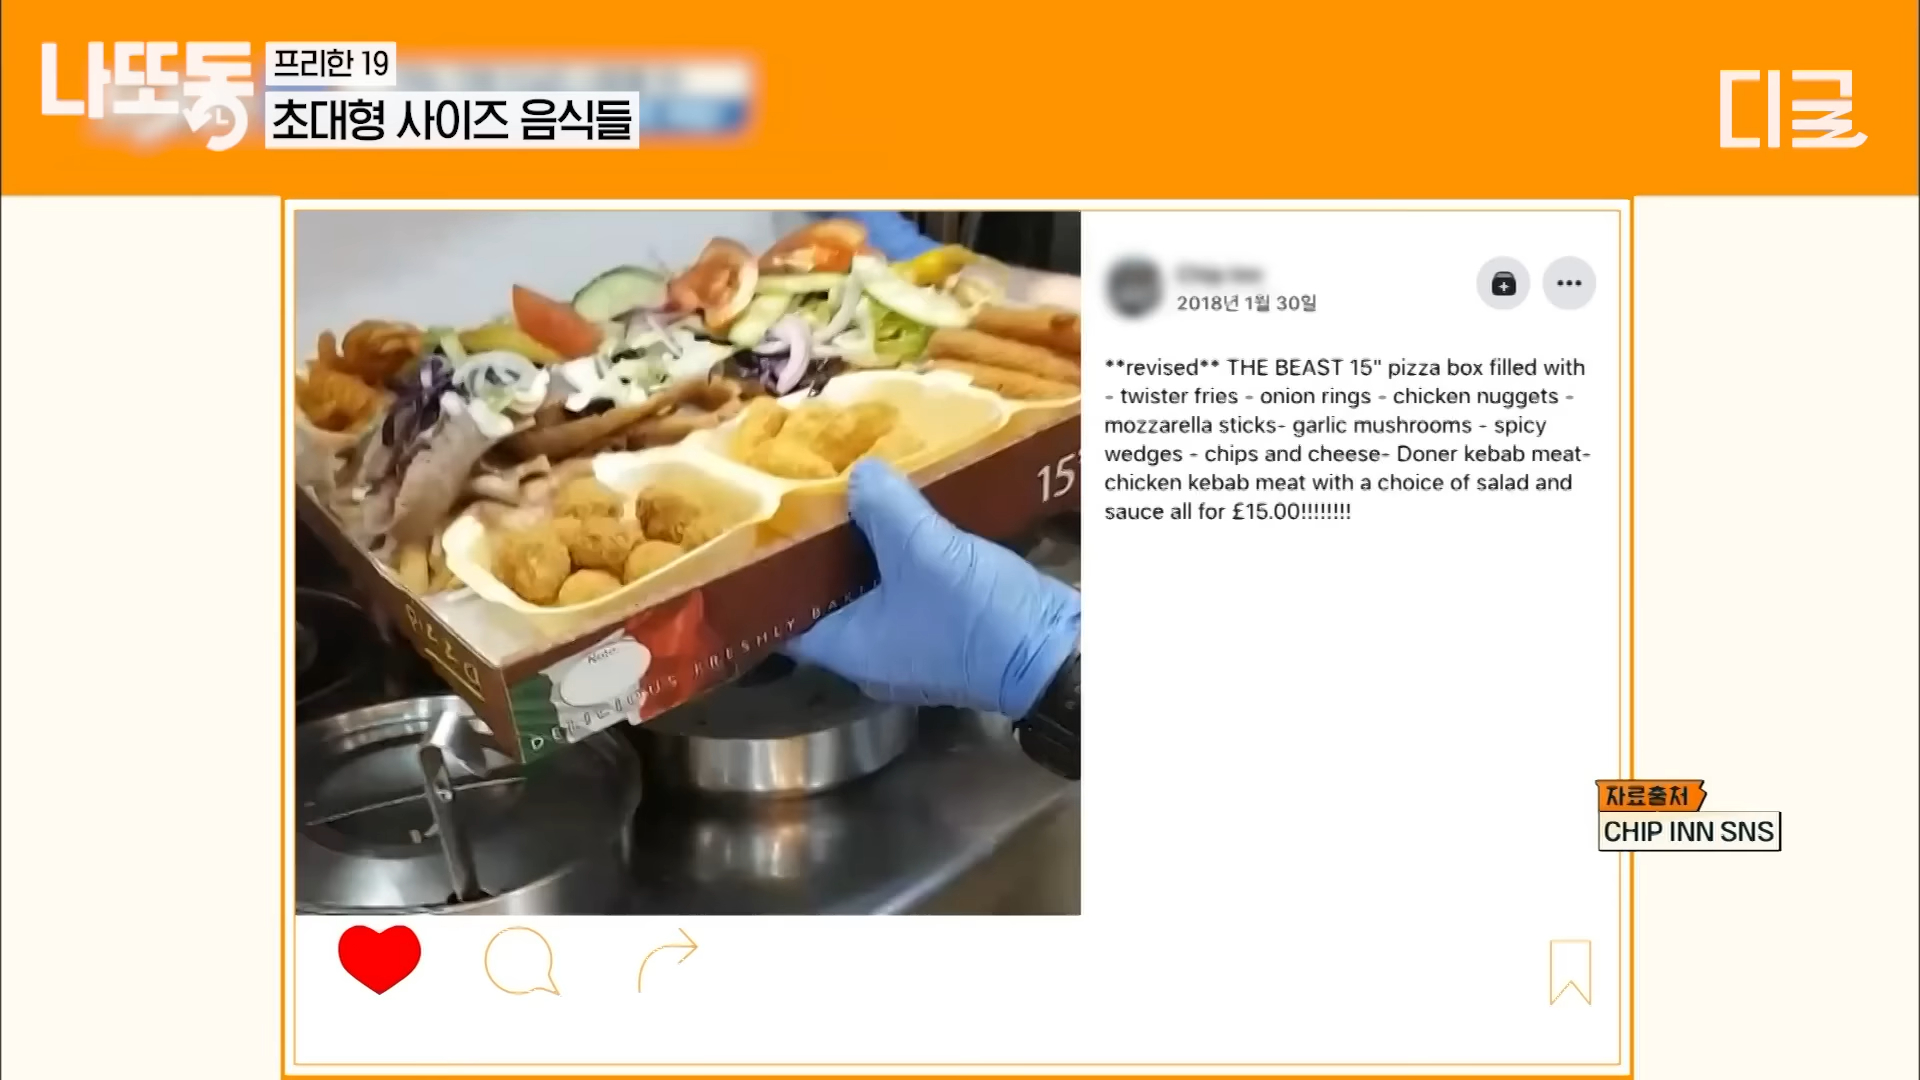 나또동
프리한 19
초대형 사이즈 음식들
디글
2018년 1월 30일
**revised** THE BEAST 15" pizza box filled with
- twister fries - onion rings - chicken nuggets -
mozzarella sticks- garlic mushrooms - spicy
wedges - chips and cheese- Doner kebab meat-
chicken kebab meat with a choice of salad and
sauce all for £15.00!!!!!!!!
15"
DELICIOUS FRESHLY
자료출처
CHIP INN SNS